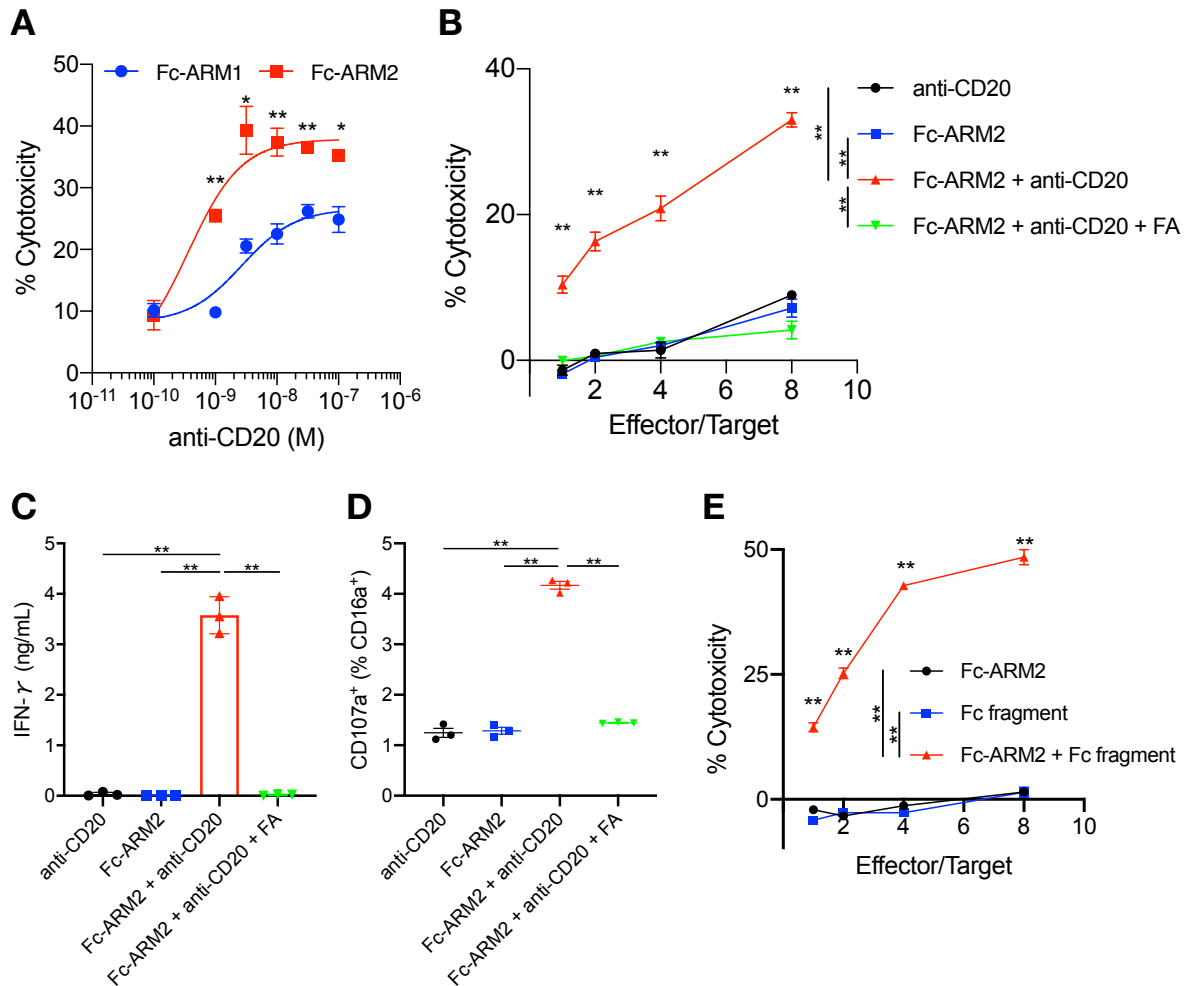 A
Fc-ARM1 Fc-ARM2
50
40
30
20
10
0
* ** ** * **
10⁻¹¹ 10⁻¹⁰ 10⁻⁹ 10⁻⁸ 10⁻⁷ 10⁻⁶
anti-CD20 (M)
% Cytotoxicity
B
40
20
0
** ** ** **
2 4 6 8 10
Effector/Target
% Cytotoxicity
anti-CD20
Fc-ARM2
Fc-ARM2 + anti-CD20
Fc-ARM2 + anti-CD20 + FA
** ** **
C
5
4
3
2
1
0
**
** **
IFN-γ (ng/mL)
anti-CD20
Fc-ARM2
Fc-ARM2 + anti-CD20
Fc-ARM2 + anti-CD20 + FA
D
5
4
3
2
1
0
**
** **
CD107a⁺ (% CD16a⁺)
anti-CD20
Fc-ARM2
Fc-ARM2 + anti-CD20
Fc-ARM2 + anti-CD20 + FA
E
50
25
0
** ** ** **
2 4 6 8 10
Effector/Target
% Cytotoxicity
Fc-ARM2
Fc fragment
Fc-ARM2 + Fc fragment
** **